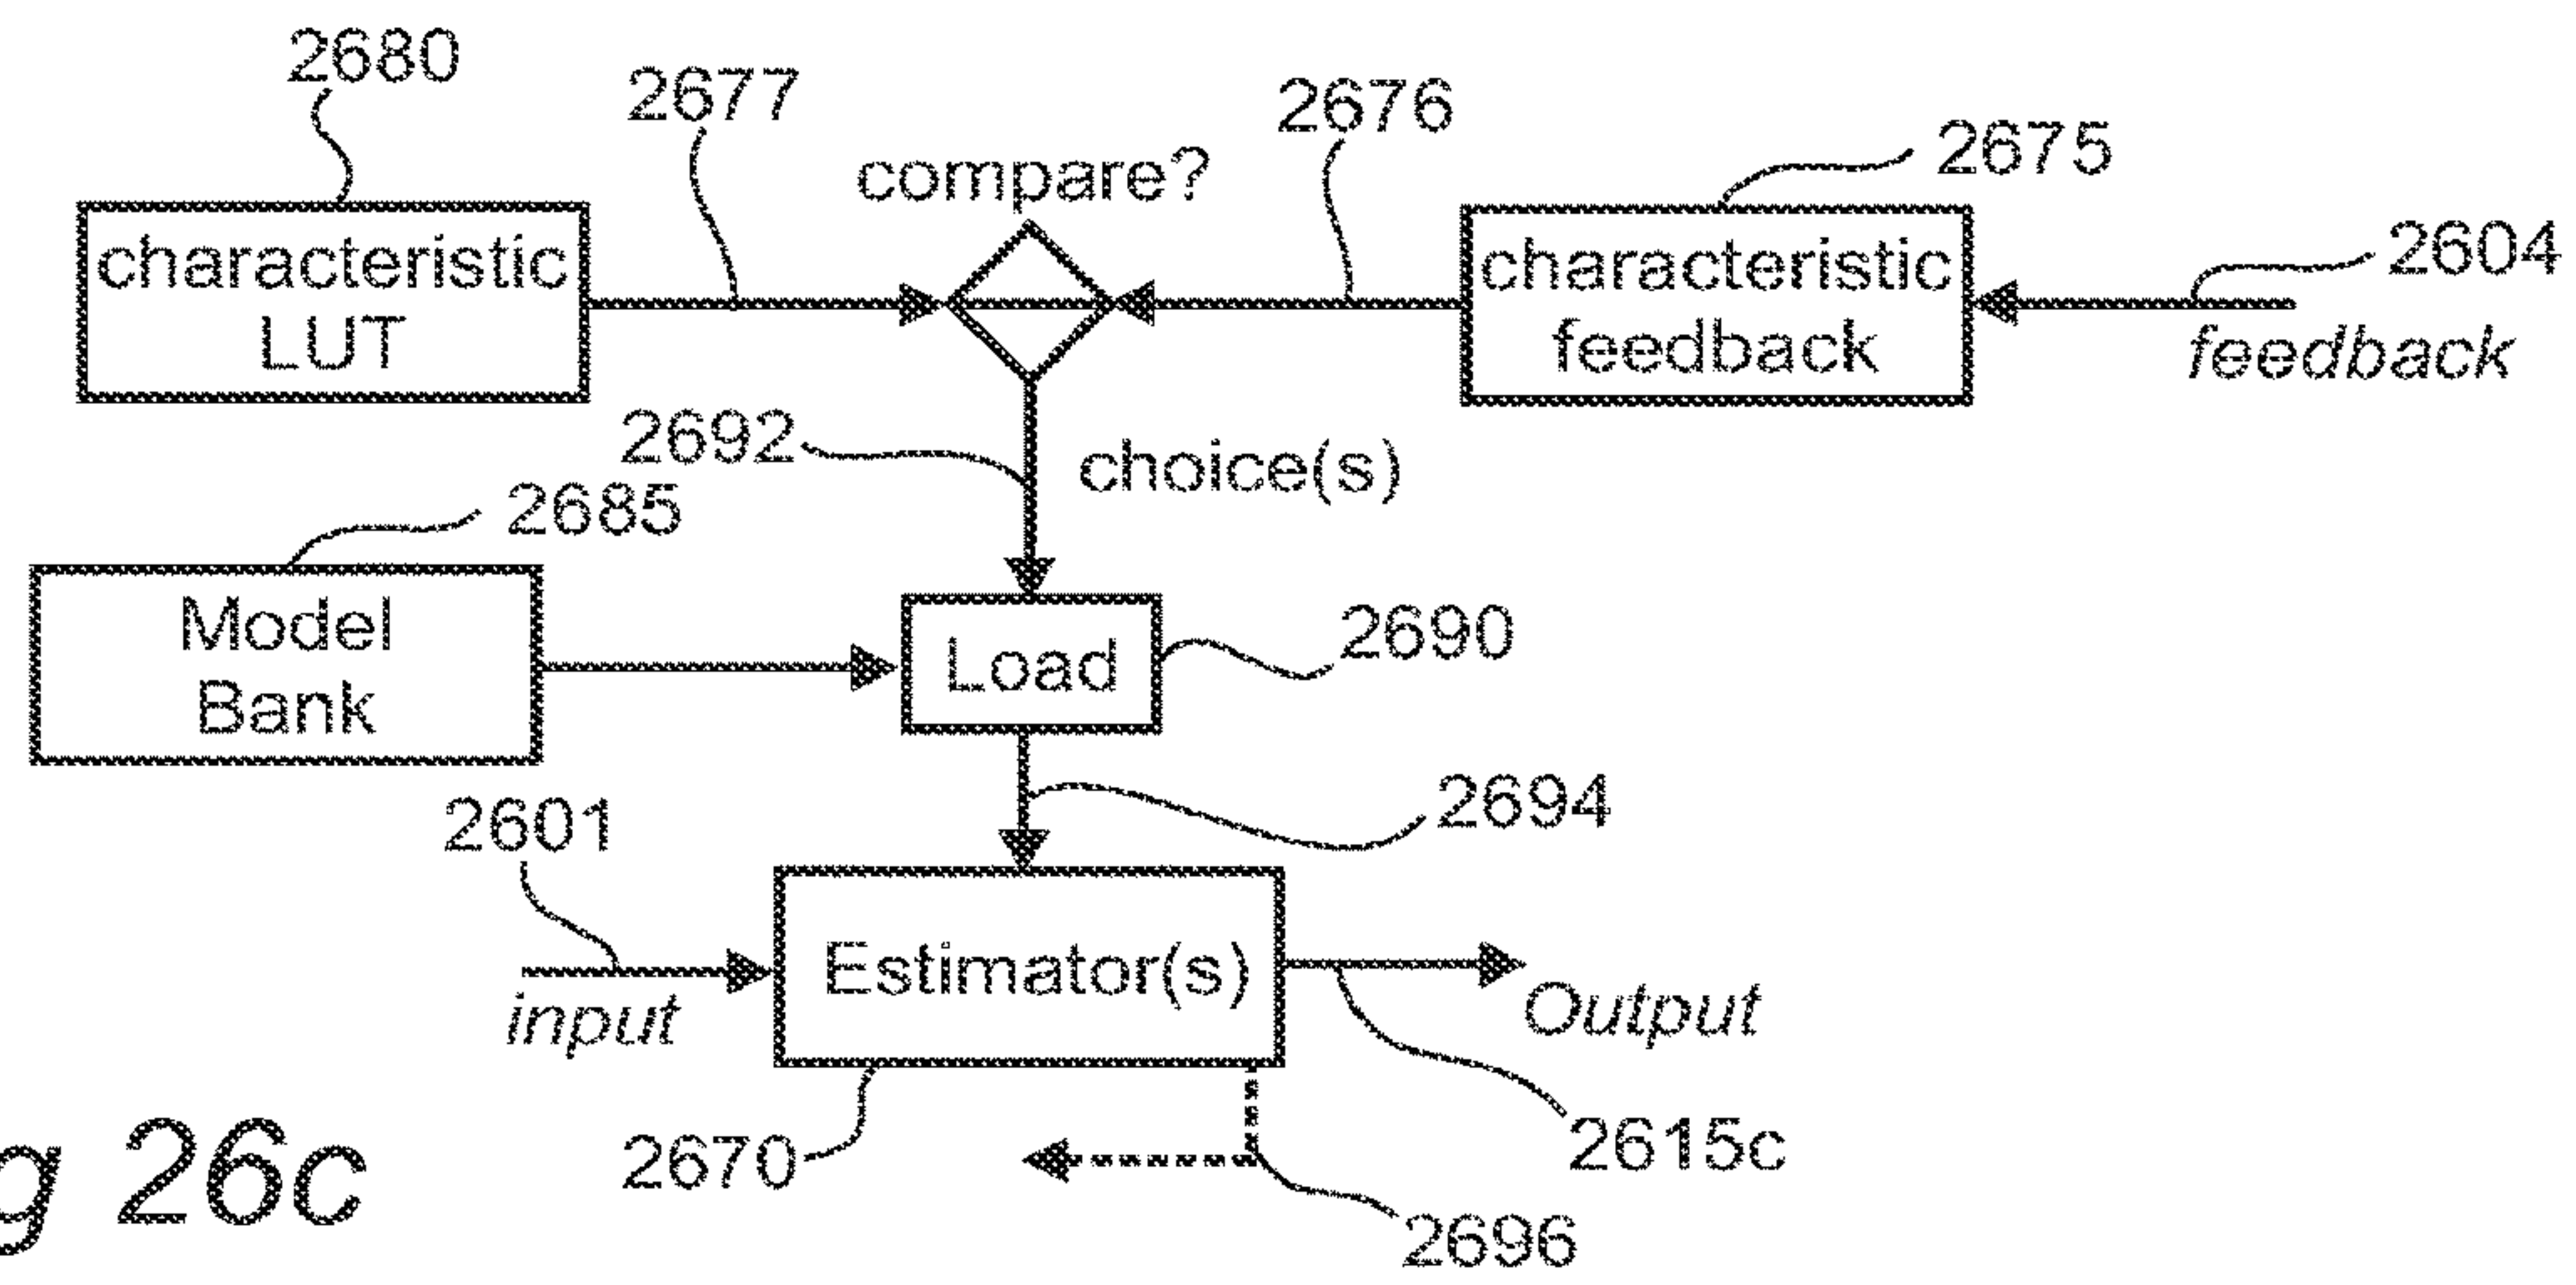 2680
2677
2676
2675
compare?
2604
characteristic
LUT
characteristic
feedback
feedback
2692
choice(s)
2685
Model
Bank
Load
2690
2694
2601
input
Estimator(s)
Output
2670
2615c
2696
g 26c